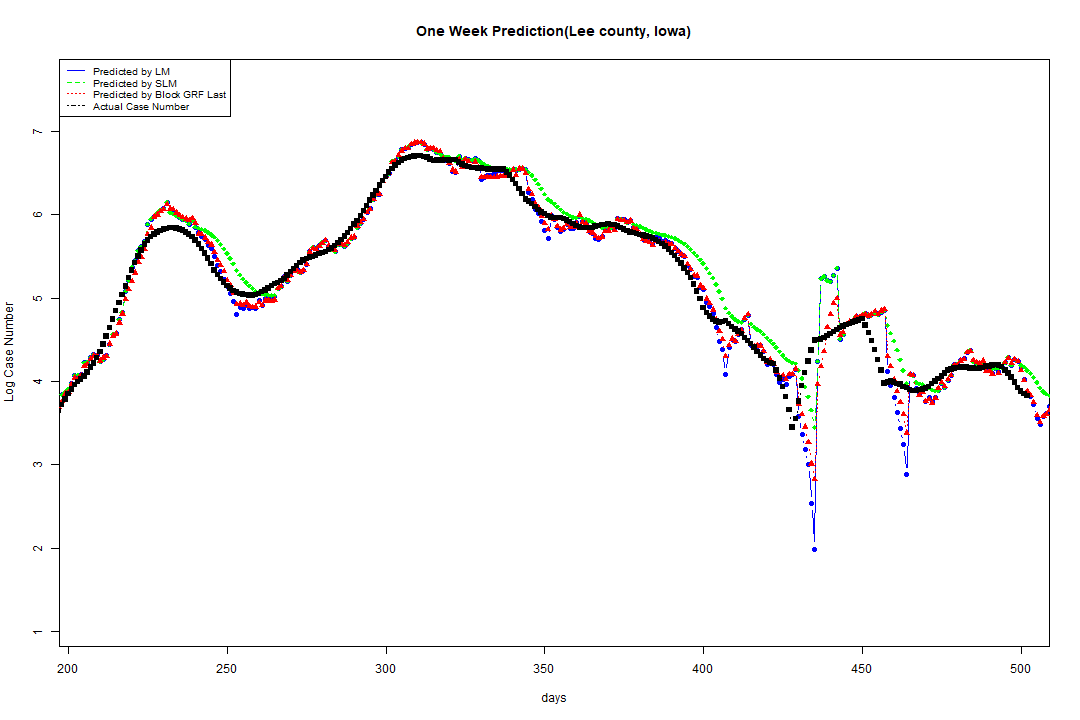 One Week Prediction(Lee county, Iowa)
Predicted by LM
Predicted by SLM
Predicted by Block GRF Last
Actual Case Number
Log Case Number
7
6
5
4
3
2
1
200 250 300 350 400 450 500
days